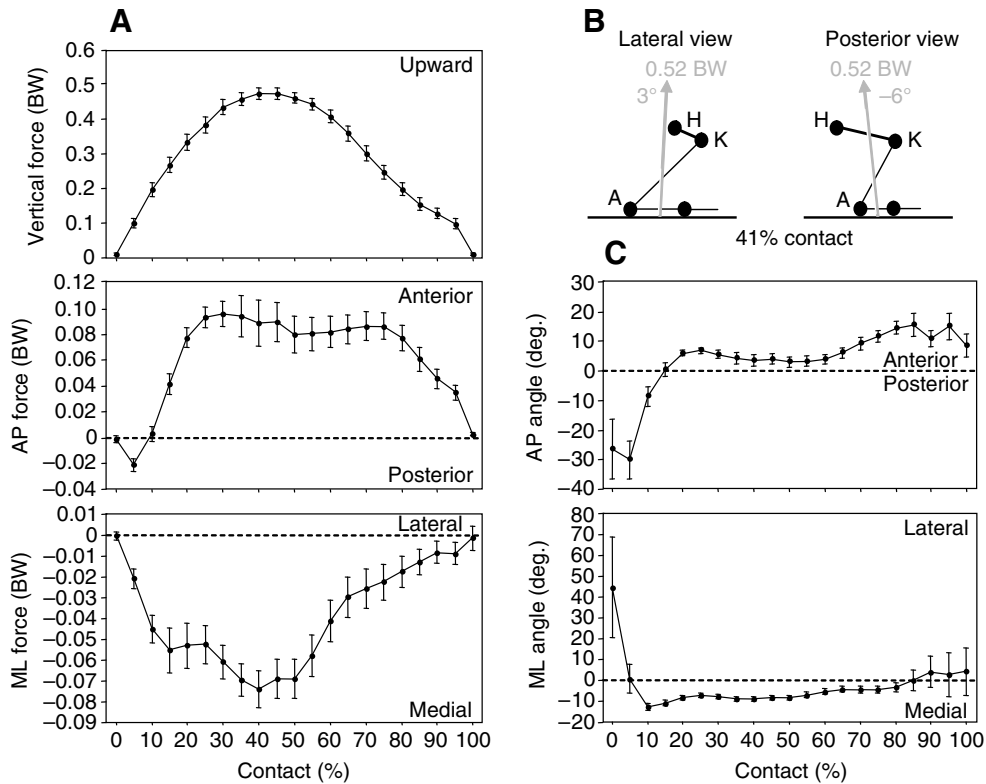 A
0.6
0.5
0.4
0.3
0.2
0.1
0
Vertical force (BW)
Upward
0.12
0.10
0.08
0.06
0.04
0.02
0
–0.02
–0.04
AP force (BW)
Anterior
Posterior
0.01
0
–0.01
–0.02
–0.03
–0.04
–0.05
–0.06
–0.07
–0.08
–0.09
ML force (BW)
Lateral
Medial
0 10 20 30 40 50 60 70 80 90 100
Contact (%)
B
Lateral view
0.52 BW
3°
H
K
A
Posterior view
0.52 BW
–6°
H
K
A
41% contact
C
30
20
10
0
–10
–20
–30
–40
AP angle (deg.)
Anterior
Posterior
80
70
60
50
40
30
20
10
0
–10
–20
ML angle (deg.)
Lateral
Medial
0 10 20 30 40 50 60 70 80 90 100
Contact (%)